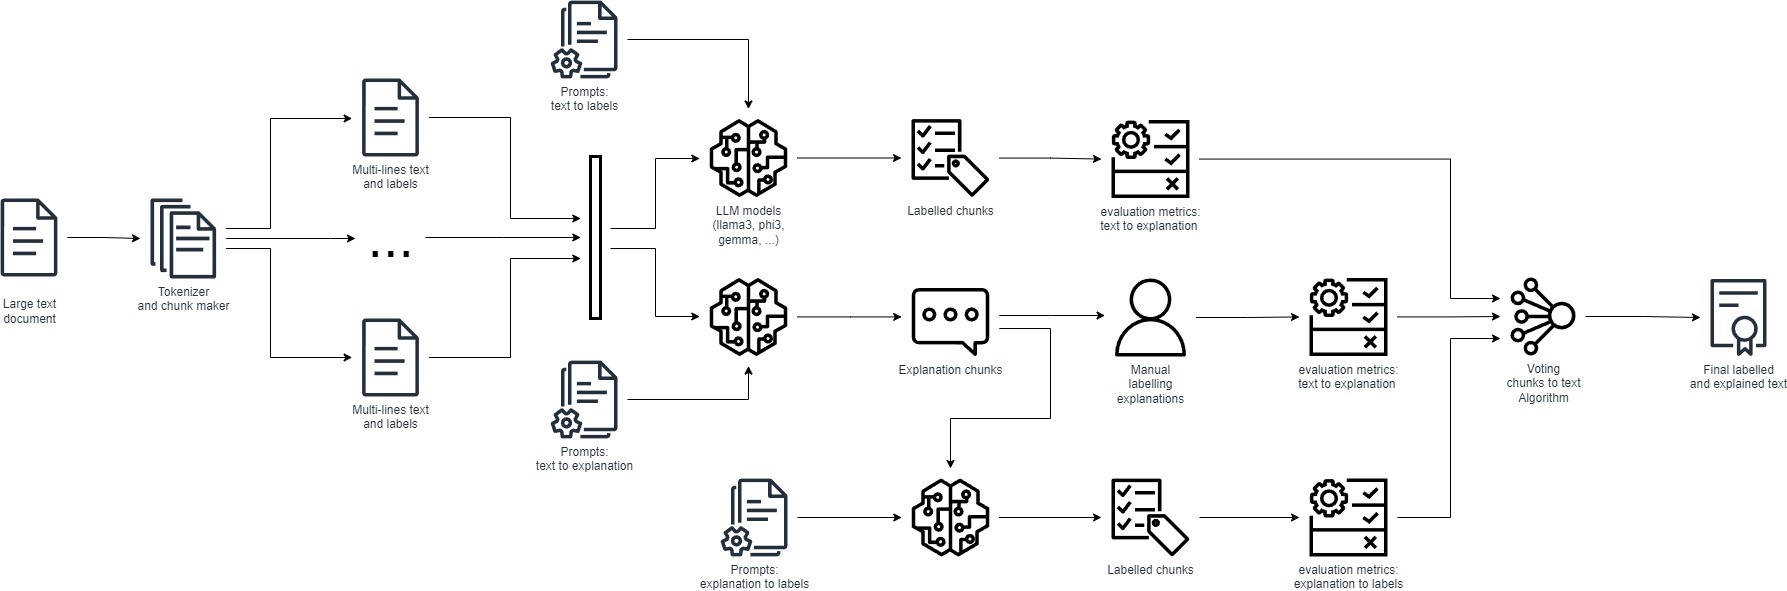 Prompts:
text to labels
Multi-lines text
and labels
LLM models
(llama3, phi3,
gemma, ...)
Labelled chunks
evaluation metrics:
text to explanation
...
Large text
document
Tokenizer
and chunk maker
Multi-lines text
and labels
Explanation chunks
Manual
labelling
explanations
evaluation metrics:
text to explanation
Voting
chunks to text
Algorithm
Final labelled
and explained text
Prompts:
text to explanation
Prompts:
explanation to labels
Labelled chunks
evaluation metrics:
explanation to labels